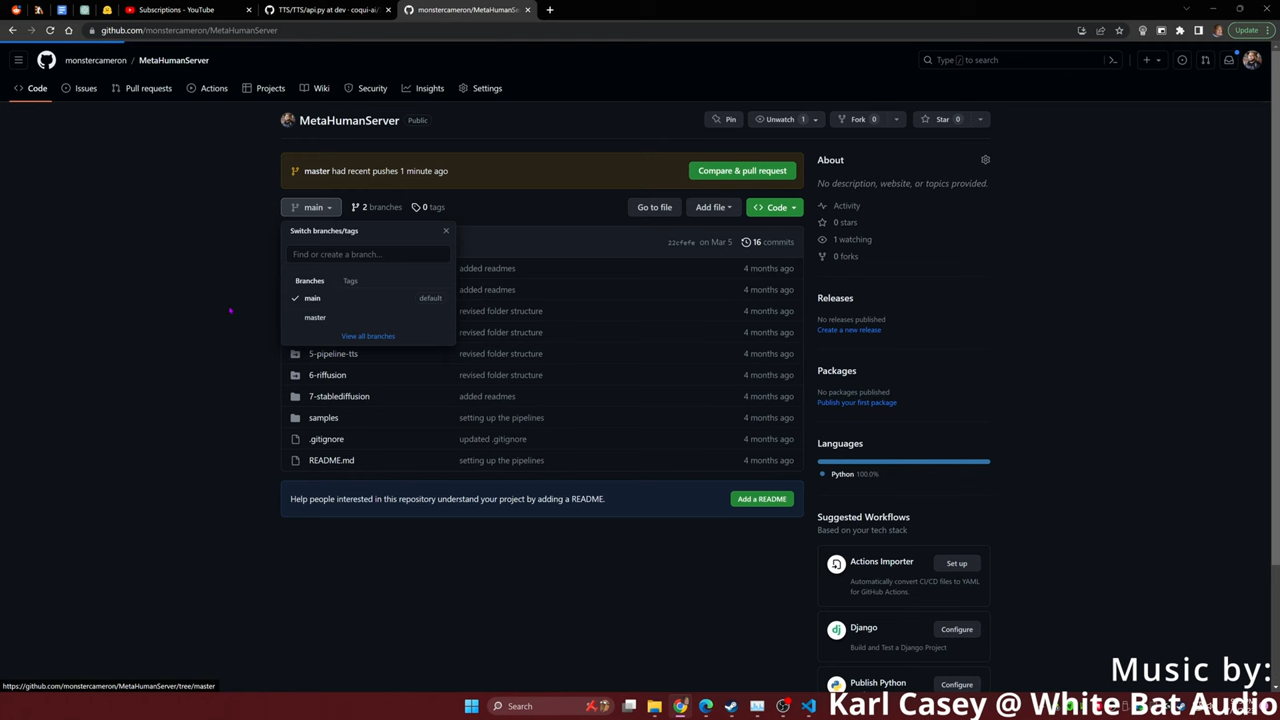 Subscriptions - YouTube
TTS/TTS/api.py at dev · coqui-ai/
monstercameron/MetaHumanSe
github.com/monstercameron/MetaHumanServer
Update
monstercameron / MetaHumanServer
Type / to search
Code
Issues
Pull requests
Actions
Projects
Wiki
Security
Insights
Settings
MetaHumanServer
Public
Pin
Unwatch 1
Fork 0
Star 0
master had recent pushes 1 minute ago
Compare & pull request
main
2 branches
0 tags
Go to file
Add file
Code
Switch branches/tags
Find or create a branch...
Branches
Tags
main
default
master
View all branches
22cfefe on Mar 5
16 commits
added readmes
4 months ago
added readmes
4 months ago
revised folder structure
4 months ago
revised folder structure
4 months ago
5-pipeline-tts
revised folder structure
4 months ago
6-riffusion
revised folder structure
4 months ago
7-stablediffusion
added readmes
4 months ago
samples
setting up the pipelines
4 months ago
.gitignore
updated .gitignore
4 months ago
README.md
setting up the pipelines
4 months ago
Help people interested in this repository understand your project by adding a README.
Add a README
About
No description, website, or topics provided.
Activity
0 stars
1 watching
0 forks
Releases
No releases published
Create a new release
Packages
No packages published
Publish your first package
Languages
Python 100.0%
Suggested Workflows
Based on your tech stack
Actions Importer
Set up
Automatically convert CI/CD files to YAML
for GitHub Actions.
Django
Configure
Build and Test a Django Project
Publish Python
Configure
https://github.com/monstercameron/MetaHumanServer/tree/master
Search
Music by:
Karl Casey @ White Bat Audio